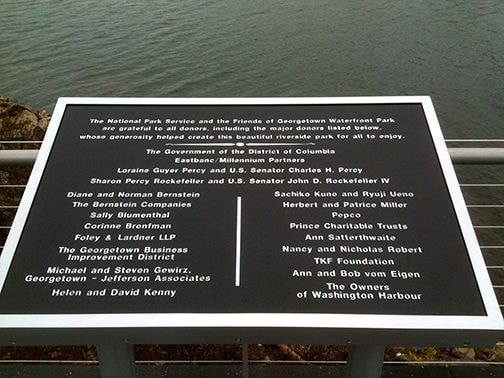 The National Park Service and the Friends of Georgetown Waterfront Park
are grateful to all donors, including the major donors listed below,
whose generosity helped create this beautiful riverside park for all to enjoy.
The Government of the District of Columbia
Eastbanc/Millennium Partners
Loraine Guyer Percy and U.S. Senator Charles H. Percy
Sharon Percy Rockefeller and U.S. Senator John D. Rockefeller IV
Diane and Norman Bernstein
The Bernstein Companies
Sally Blumenthal
Corinne Bronfman
Foley & Lardner LLP
The Georgetown Business
Improvement District
Michael and Steven Gewirz,
Georgetown - Jefferson Associates
Helen and David Kenny
Sachiko Kuno and Ryuji Ueno
Herbert and Patrice Miller
Pepco
Prince Charitable Trusts
Ann Satterthwaite
Nancy and Nicholas Robert
TKF Foundation
Ann and Bob vom Eigen
The Owners
of Washington Harbour